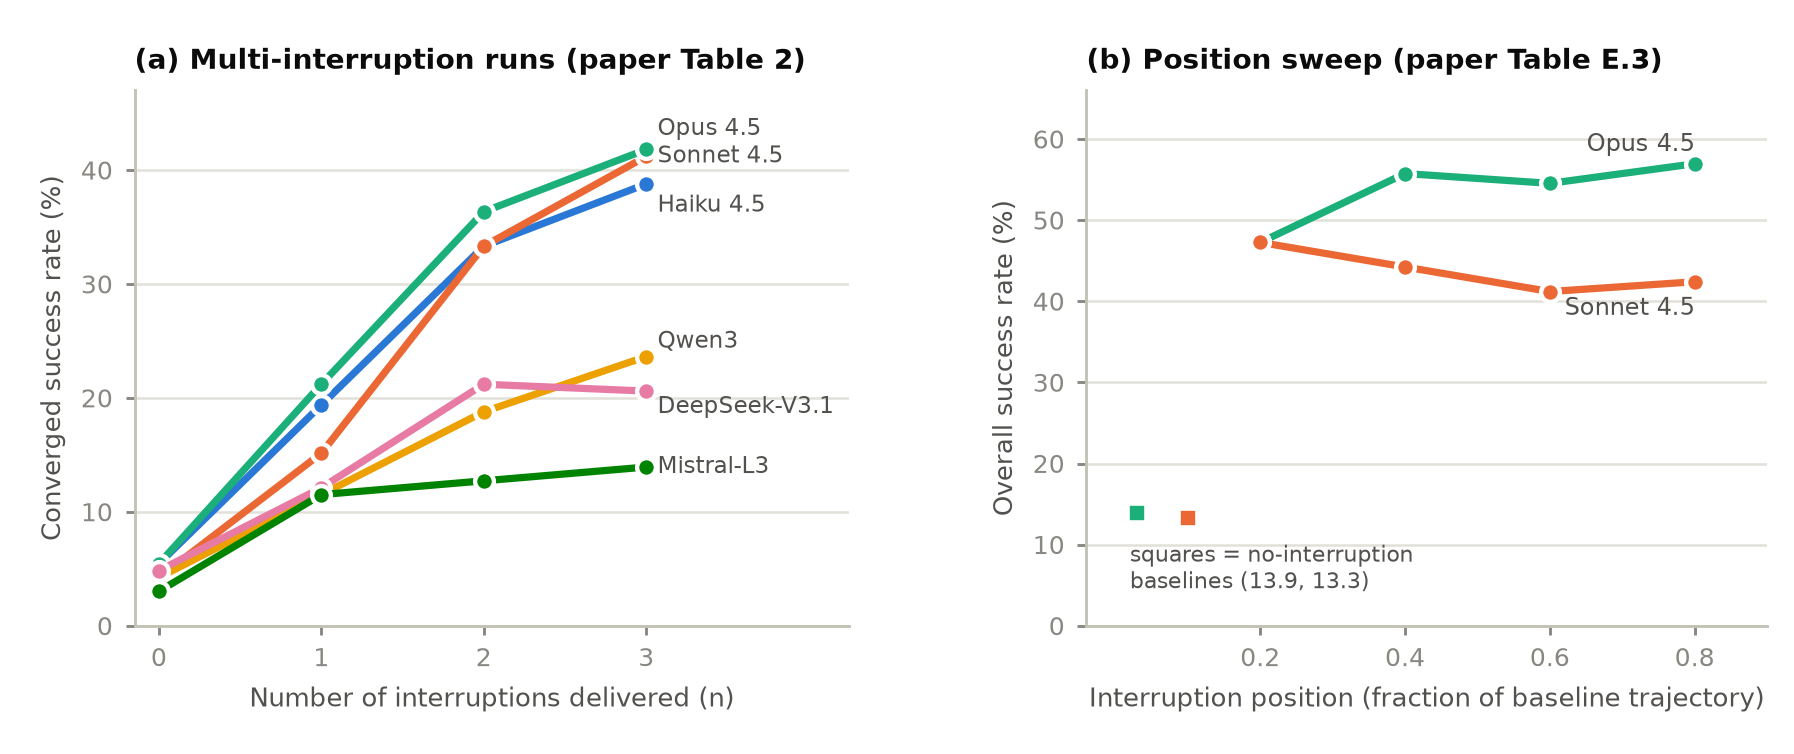 (a) Multi-interruption runs (paper Table 2)
Converged success rate (%)
40
30
20
10
0
Opus 4.5
Sonnet 4.5
Haiku 4.5
Qwen3
DeepSeek-V3.1
Mistral-L3
0 1 2 3
Number of interruptions delivered (n)
(b) Position sweep (paper Table E.3)
Overall success rate (%)
60
50
40
30
20
10
0
Opus 4.5
Sonnet 4.5
squares = no-interruption
baselines (13.9, 13.3)
0.2 0.4 0.6 0.8
Interruption position (fraction of baseline trajectory)